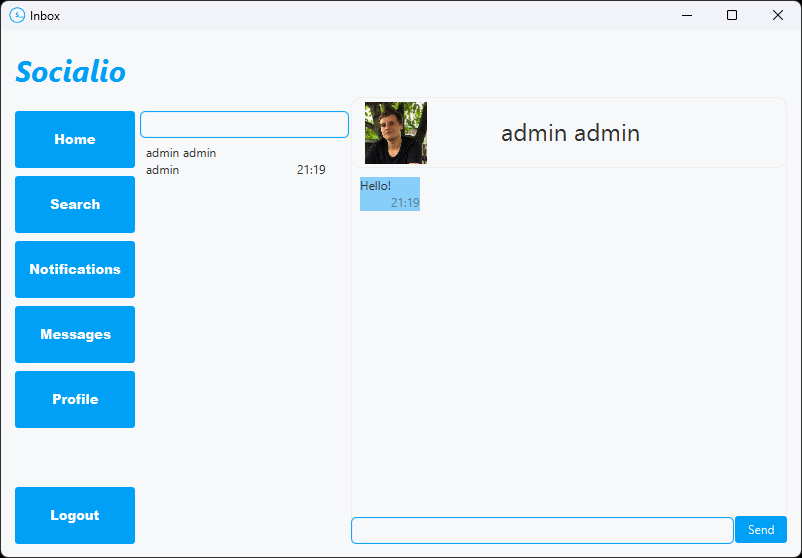 Inbox
Socialio
Home
Search
Notifications
Messages
Profile
Logout
admin admin
admin 21:19
admin admin
Hello!
21:19
Send